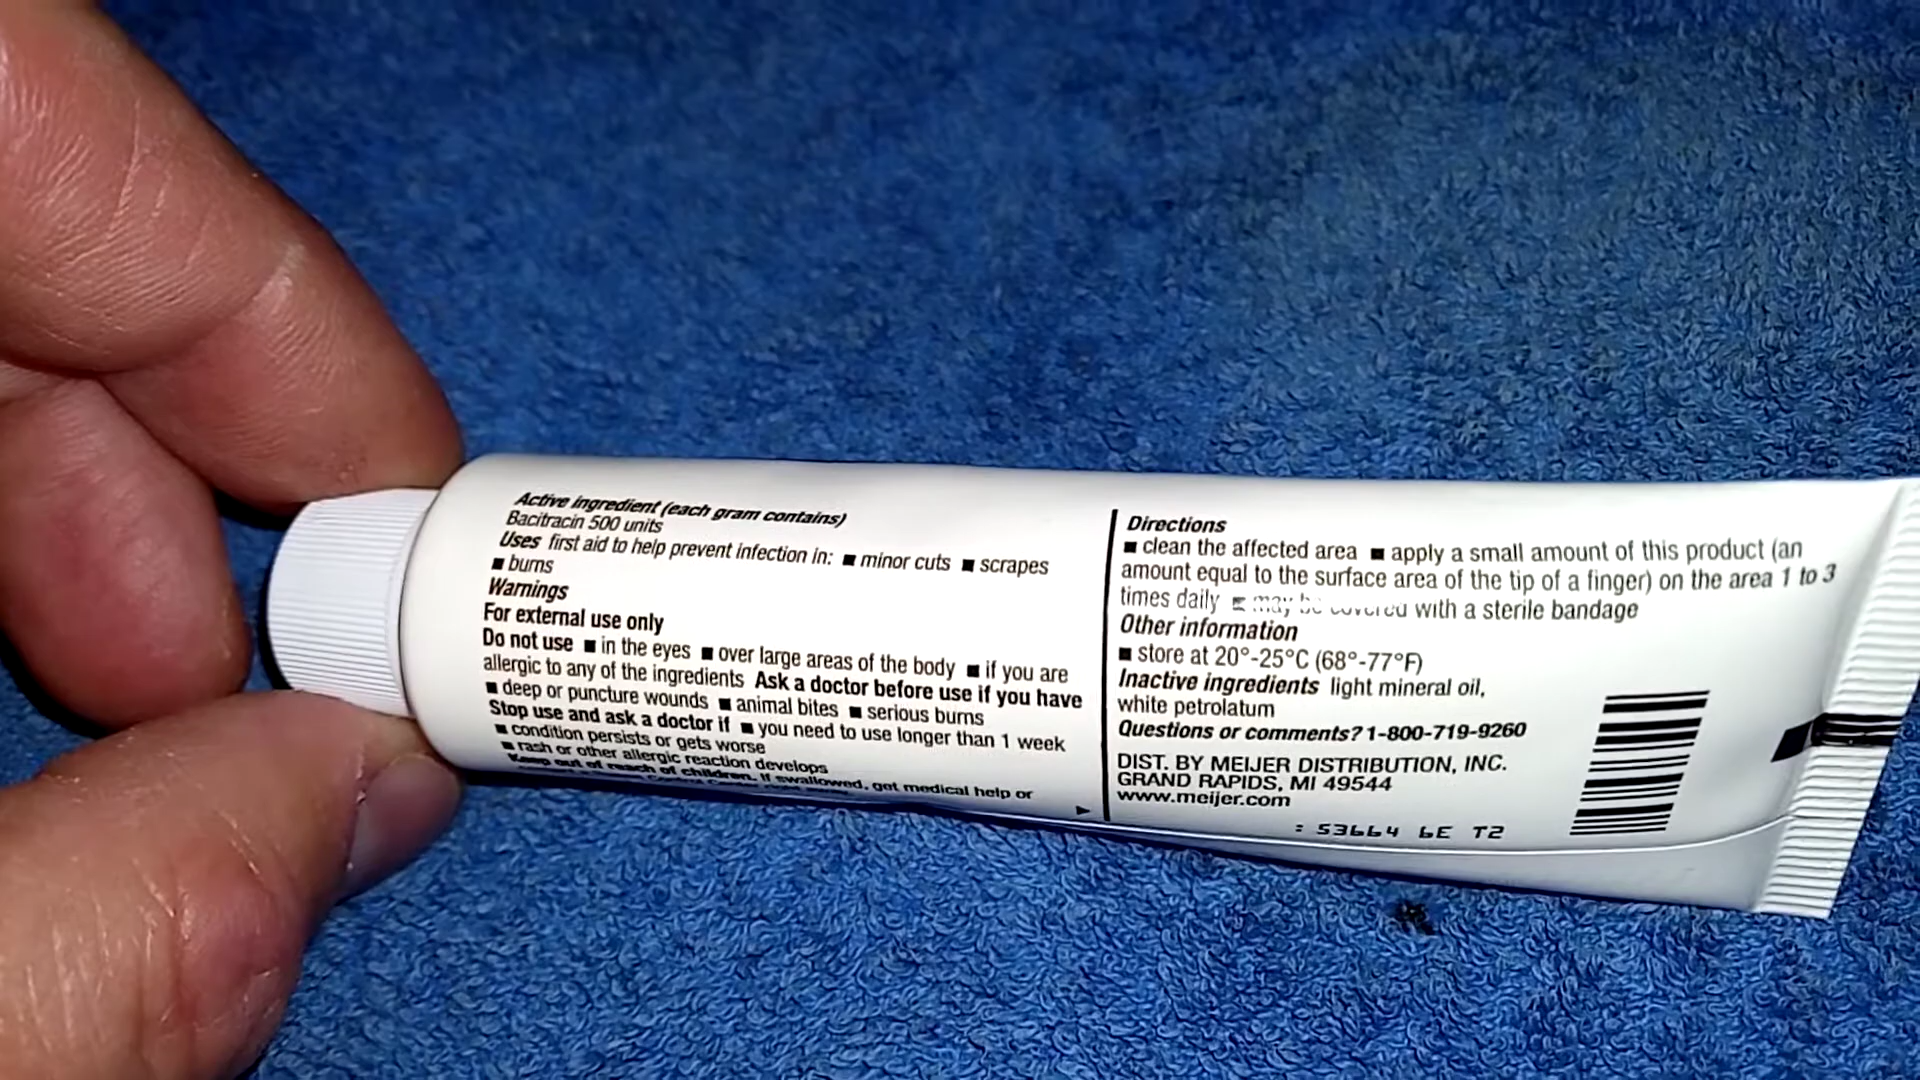 Active ingredient (each gram contains)
Bacitracin 500 units
Uses first aid to help prevent infection in: ■ minor cuts ■ scrapes
■ burns
Warnings
For external use only
Do not use ■ in the eyes ■ over large areas of the body ■ if you are
allergic to any of the ingredients Ask a doctor before use if you have
■ deep or puncture wounds ■ animal bites ■ serious burns
Stop use and ask a doctor if ■ you need to use longer than 1 week
■ condition persists or gets worse
■ rash or other allergic reaction develops
Keep out of reach of children. If swallowed, get medical help or
Directions
■ clean the affected area ■ apply a small amount of this product (an
amount equal to the surface area of the tip of a finger) on the area 1 to 3
times daily ■ may be covered with a sterile bandage
Other information
■ store at 20°-25°C (68°-77°F)
Inactive ingredients light mineral oil,
white petrolatum
Questions or comments? 1-800-719-9260
DIST. BY MEIJER DISTRIBUTION, INC.
GRAND RAPIDS, MI 49544
www.meijer.com
: 53664 6E T2